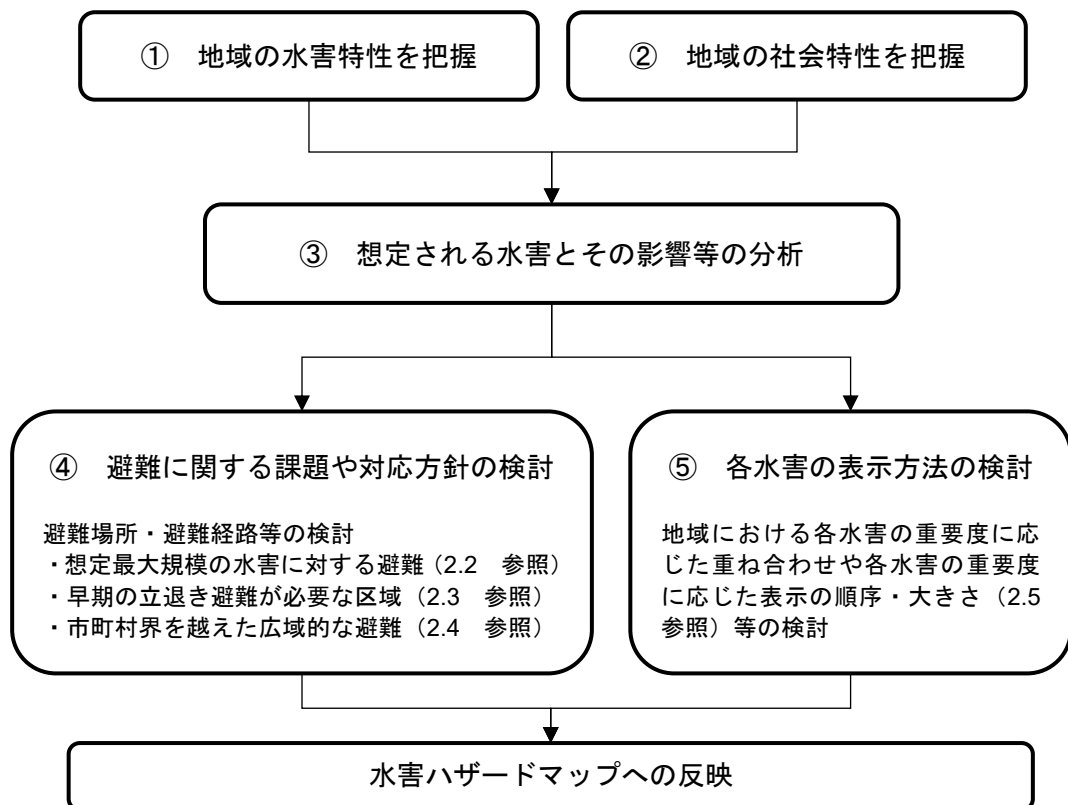 ① 地域の水害特性を把握
② 地域の社会特性を把握
③ 想定される水害とその影響等の分析
④ 避難に関する課題や対応方針の検討
避難場所・避難経路等の検討
・想定最大規模の水害に対する避難（2.2 参照）
・早期の立退き避難が必要な区域（2.3 参照）
・市町村界を越えた広域的な避難（2.4 参照）
⑤ 各水害の表示方法の検討
地域における各水害の重要度に応
じた重ね合わせや各水害の重要度
に応じた表示の順序・大きさ（2.5
参照）等の検討
水害ハザードマップへの反映